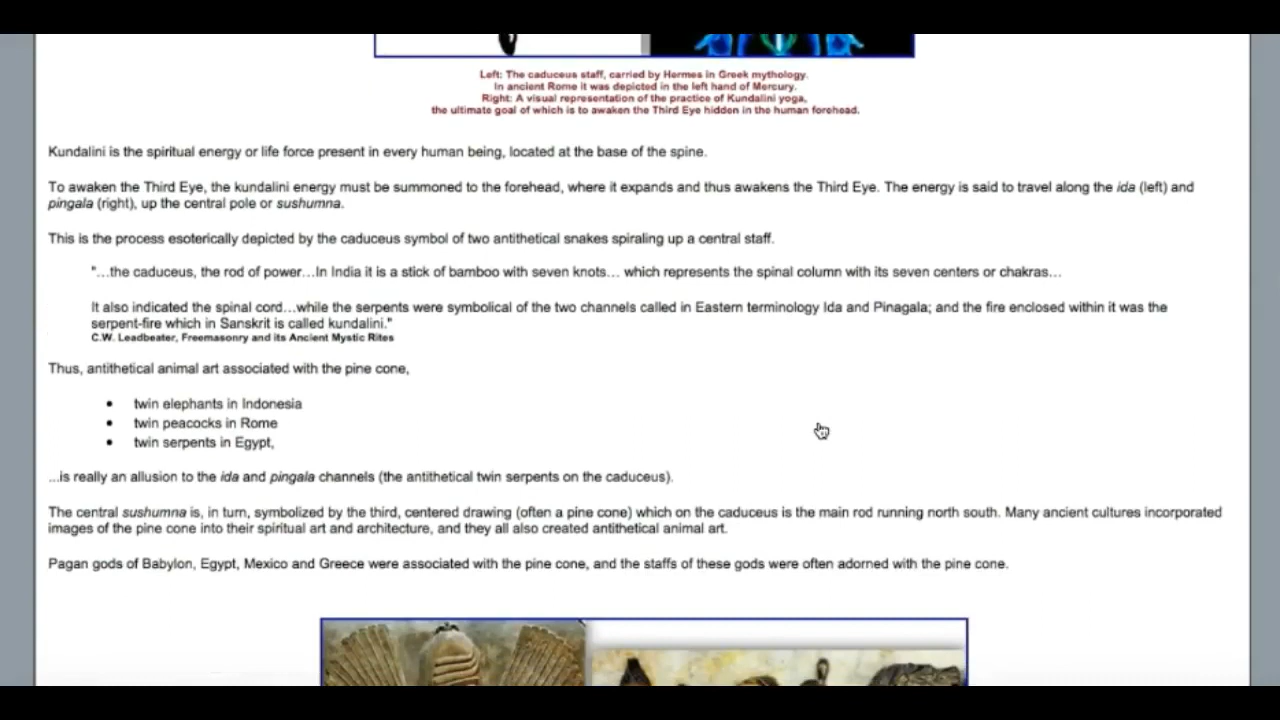 Left: The caduceus staff, carried by Hermes in Greek mythology.
In ancient Rome it was depicted in the left hand of Mercury.
Right: A visual representation of the practice of Kundalini yoga,
the ultimate goal of which is to awaken the Third Eye hidden in the human forehead.
Kundalini is the spiritual energy or life force present in every human being, located at the base of the spine.
To awaken the Third Eye, the kundalini energy must be summoned to the forehead, where it expands and thus awakens the Third Eye. The energy is said to travel along the ida (left) and
pingala (right), up the central pole or sushumna.
This is the process esoterically depicted by the caduceus symbol of two antithetical snakes spiraling up a central staff.
"...the caduceus, the rod of power...In India it is a stick of bamboo with seven knots... which represents the spinal column with its seven centers or chakras...
It also indicated the spinal cord...while the serpents were symbolical of the two channels called in Eastern terminology Ida and Pinagala; and the fire enclosed within it was the
serpent-fire which in Sanskrit is called kundalini."
C.W. Leadbeater, Freemasonry and its Ancient Mystic Rites
Thus, antithetical animal art associated with the pine cone,
• twin elephants in Indonesia
• twin peacocks in Rome
• twin serpents in Egypt,
...is really an allusion to the ida and pingala channels (the antithetical twin serpents on the caduceus).
The central sushumna is, in turn, symbolized by the third, centered drawing (often a pine cone) which on the caduceus is the main rod running north south. Many ancient cultures incorporated
images of the pine cone into their spiritual art and architecture, and they all also created antithetical animal art.
Pagan gods of Babylon, Egypt, Mexico and Greece were associated with the pine cone, and the staffs of these gods were often adorned with the pine cone.